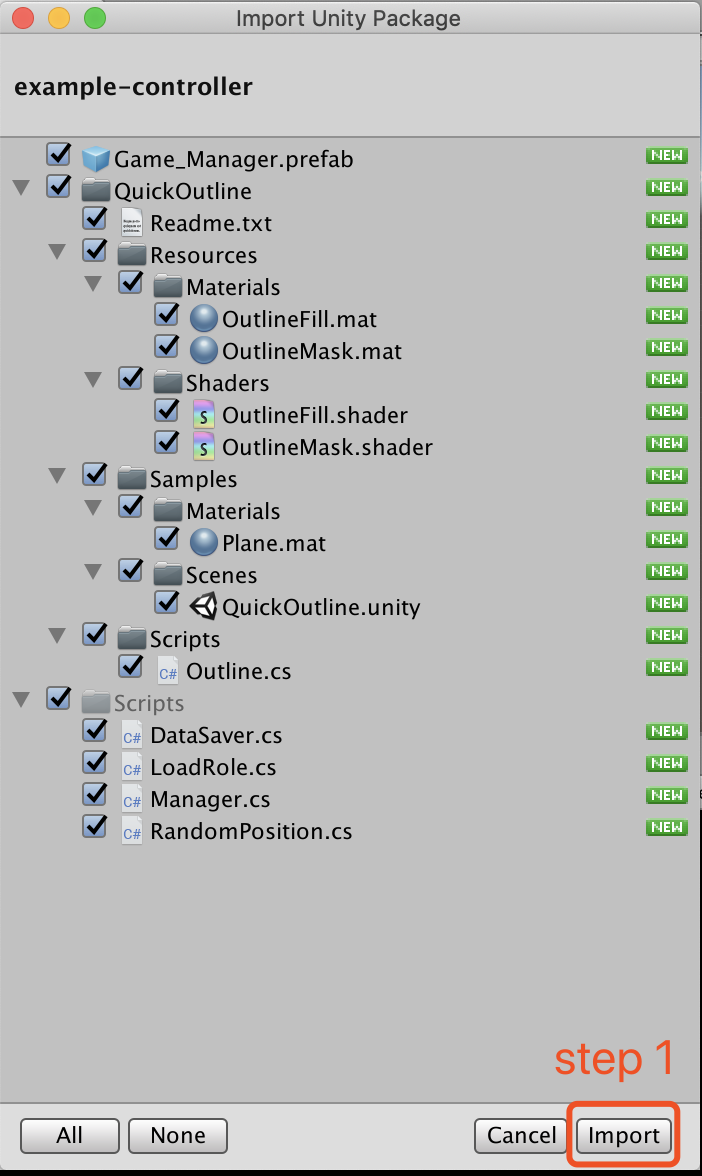 Import Unity Package
example-controller
Game_Manager.prefab NEW
QuickOutline NEW
Readme.txt NEW
Resources NEW
Materials NEW
OutlineFill.mat NEW
OutlineMask.mat NEW
Shaders NEW
S OutlineFill.shader NEW
S OutlineMask.shader NEW
Samples NEW
Materials NEW
Plane.mat NEW
Scenes NEW
QuickOutline.unity NEW
Scripts NEW
C# Outline.cs NEW
Scripts
C# DataSaver.cs NEW
C# LoadRole.cs NEW
C# Manager.cs NEW
C# RandomPosition.cs NEW
step 1
All None Cancel Import